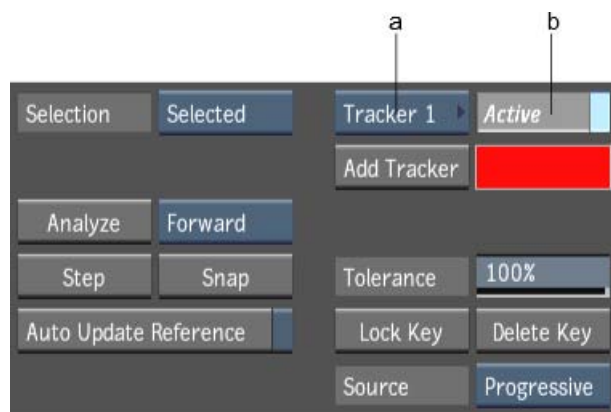 a b
Selection Selected Tracker 1 Active
Add Tracker
Analyze Forward
Step Snap Tolerance 100%
Auto Update Reference Lock Key Delete Key
Source Progressive